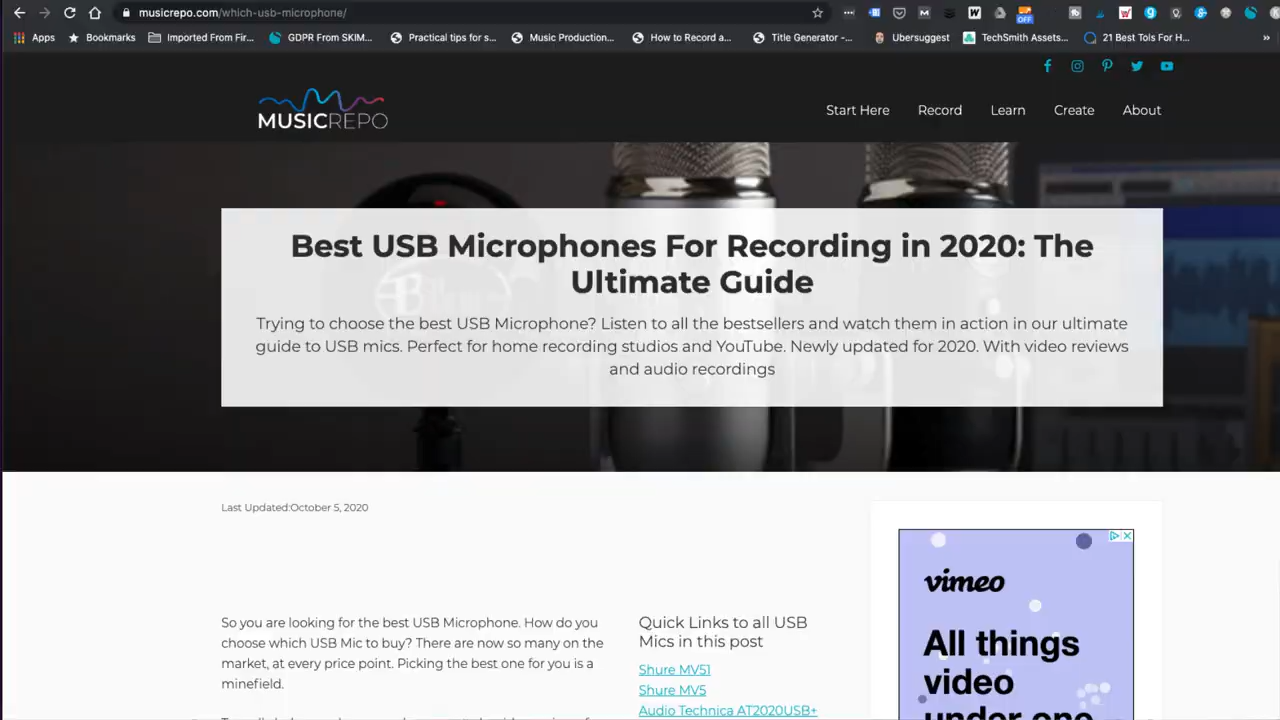 musicrepo.com/which-usb-microphone/
OFF
Apps
Bookmarks
Imported From Fir...
GDPR From SKIM...
Practical tips for s...
Music Production...
How to Record a...
Title Generator -...
Ubersuggest
TechSmith Assets...
21 Best Tols For H...
»
MUSICREPO
Start Here
Record
Learn
Create
About
Best USB Microphones For Recording in 2020: The
Ultimate Guide
Trying to choose the best USB Microphone? Listen to all the bestsellers and watch them in action in our ultimate
guide to USB mics. Perfect for home recording studios and YouTube. Newly updated for 2020. With video reviews
and audio recordings
Last Updated:October 5, 2020
So you are looking for the best USB Microphone. How do you
choose which USB Mic to buy? There are now so many on the
market, at every price point. Picking the best one for you is a
minefield.
Quick Links to all USB
Mics in this post
Shure MV51
Shure MV5
Audio Technica AT2020USB+
vimeo
All things
video
under one